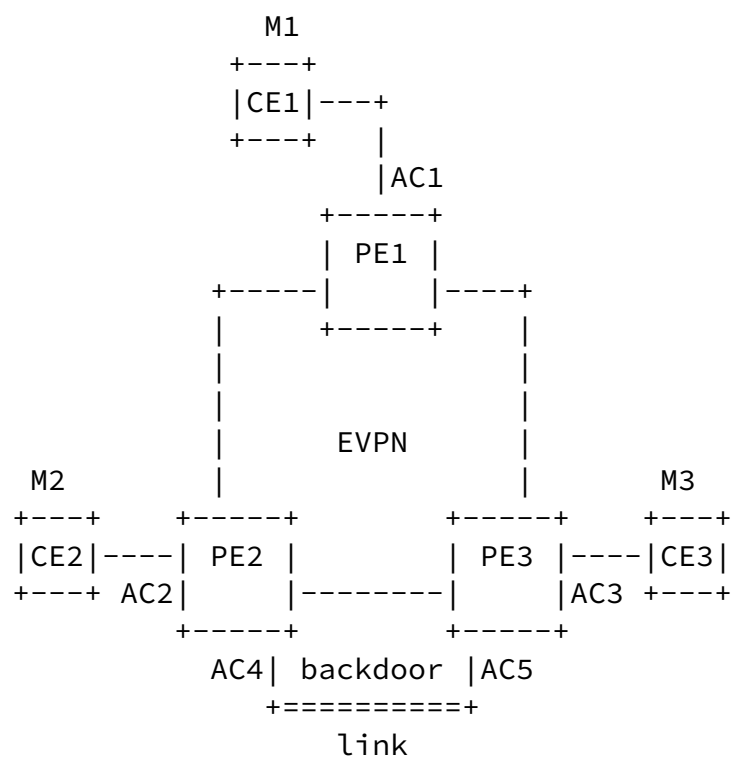 M1
+---+
|CE1|---+
+---+   |
        |AC1
+-----+
| PE1 |
+-----|     |----+
|     +-----+    |
|                |
|                |
|                |
|      EVPN      |
M2        |                |        M3
+---+    +-----+        +-----+    +---+
|CE2|----| PE2 |        | PE3 |----|CE3|
+---+ AC2|     |--------|     |AC3 +---+
+-----+        +-----+
AC4| backdoor |AC5
+==========+
link